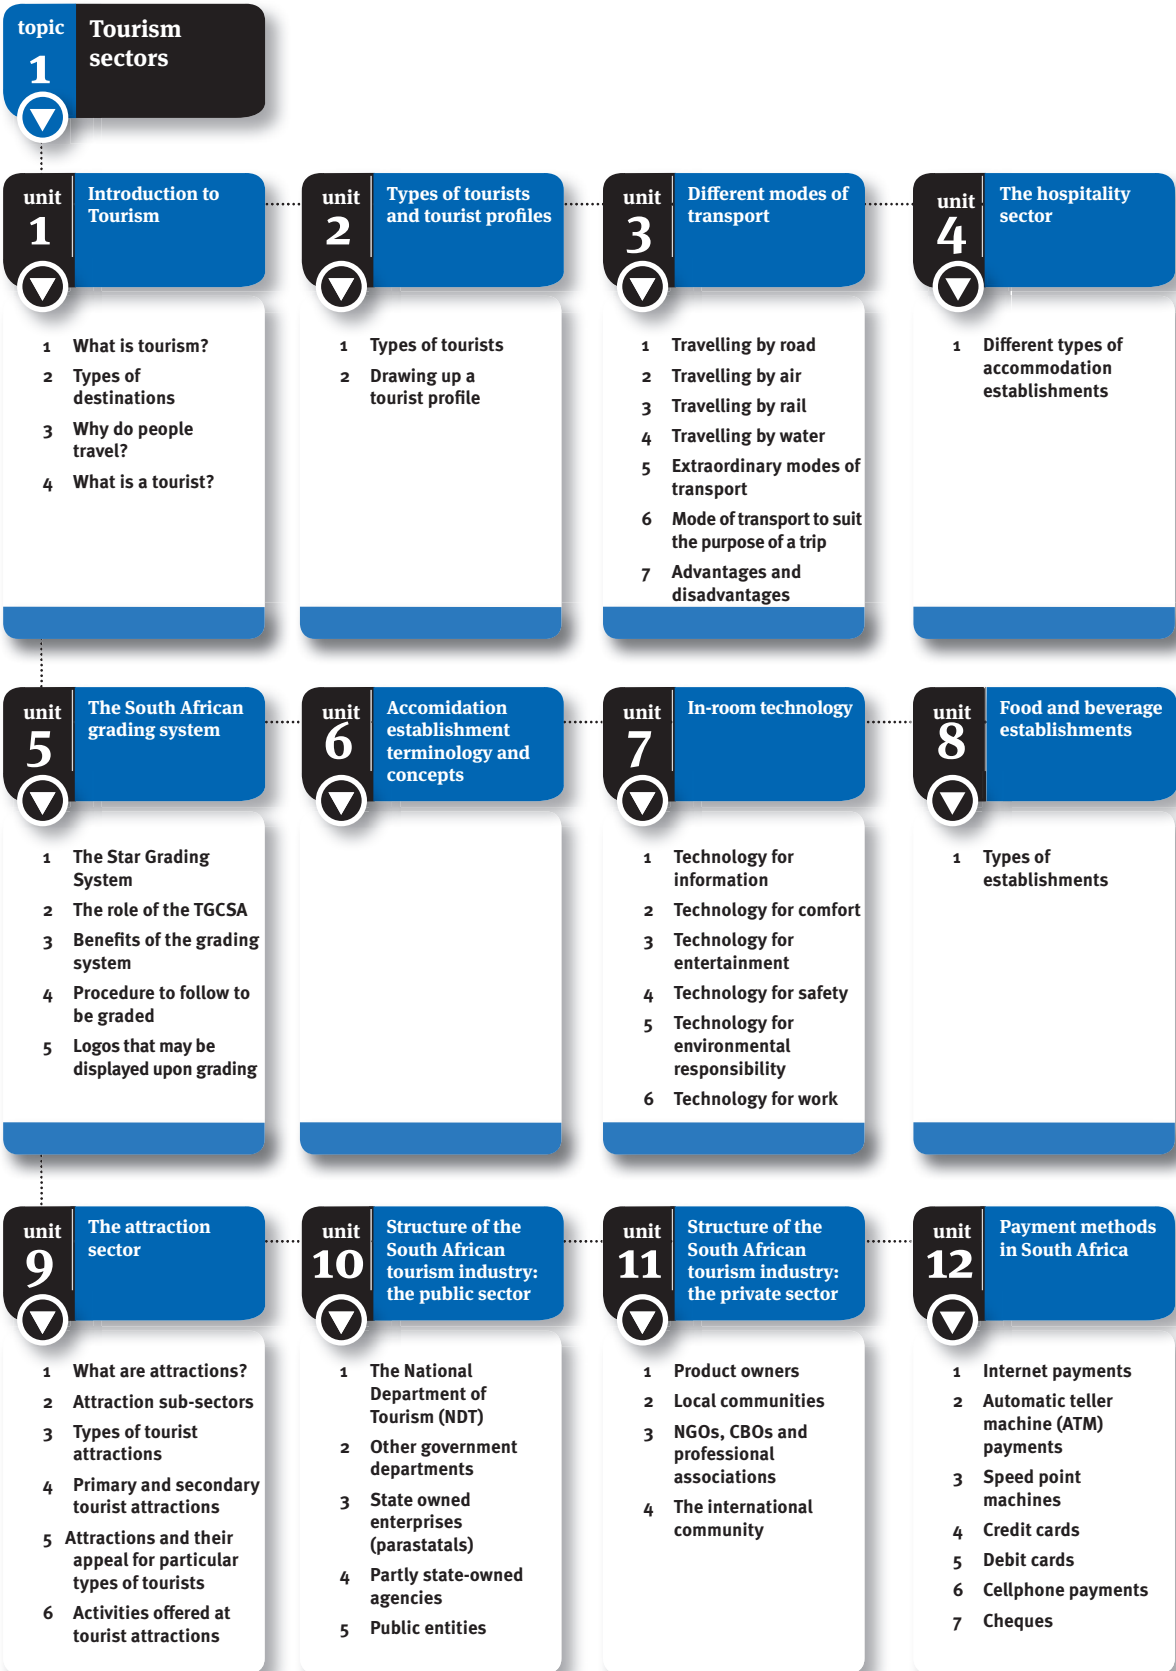 topic
1
Tourism
sectors
unit
1
Introduction to
Tourism
1 What is tourism?
2 Types of
destinations
3 Why do people
travel?
4 What is a tourist?
unit
2
Types of tourists
and tourist profiles
1 Types of tourists
2 Drawing up a
tourist profile
unit
3
Different modes of
transport
1 Travelling by road
2 Travelling by air
3 Travelling by rail
4 Travelling by water
5 Extraordinary modes of
transport
6 Mode of transport to suit
the purpose of a trip
7 Advantages and
disadvantages
unit
4
The hospitality
sector
1 Different types of
accommodation
establishments
unit
5
The South African
grading system
1 The Star Grading
System
2 The role of the TGCSA
3 Benefits of the grading
system
4 Procedure to follow to
be graded
5 Logos that may be
displayed upon grading
unit
6
Accomidation
establishment
terminology and
concepts
unit
7
In-room technology
1 Technology for
information
2 Technology for comfort
3 Technology for
entertainment
4 Technology for safety
5 Technology for
environmental
responsibility
6 Technology for work
unit
8
Food and beverage
establishments
1 Types of
establishments
unit
9
The attraction
sector
1 What are attractions?
2 Attraction sub-sectors
3 Types of tourist
attractions
4 Primary and secondary
tourist attractions
5 Attractions and their
appeal for particular
types of tourists
6 Activities offered at
tourist attractions
unit
10
Structure of the
South African
tourism industry:
the public sector
1 The National
Department of
Tourism (NDT)
2 Other government
departments
3 State owned
enterprises
(parastatals)
4 Partly state-owned
agencies
5 Public entities
unit
11
Structure of the
South African
tourism industry:
the private sector
1 Product owners
2 Local communities
3 NGOs, CBOs and
professional
associations
4 The international
community
unit
12
Payment methods
in South Africa
1 Internet payments
2 Automatic teller
machine (ATM)
payments
3 Speed point
machines
4 Credit cards
5 Debit cards
6 Cellphone payments
7 Cheques